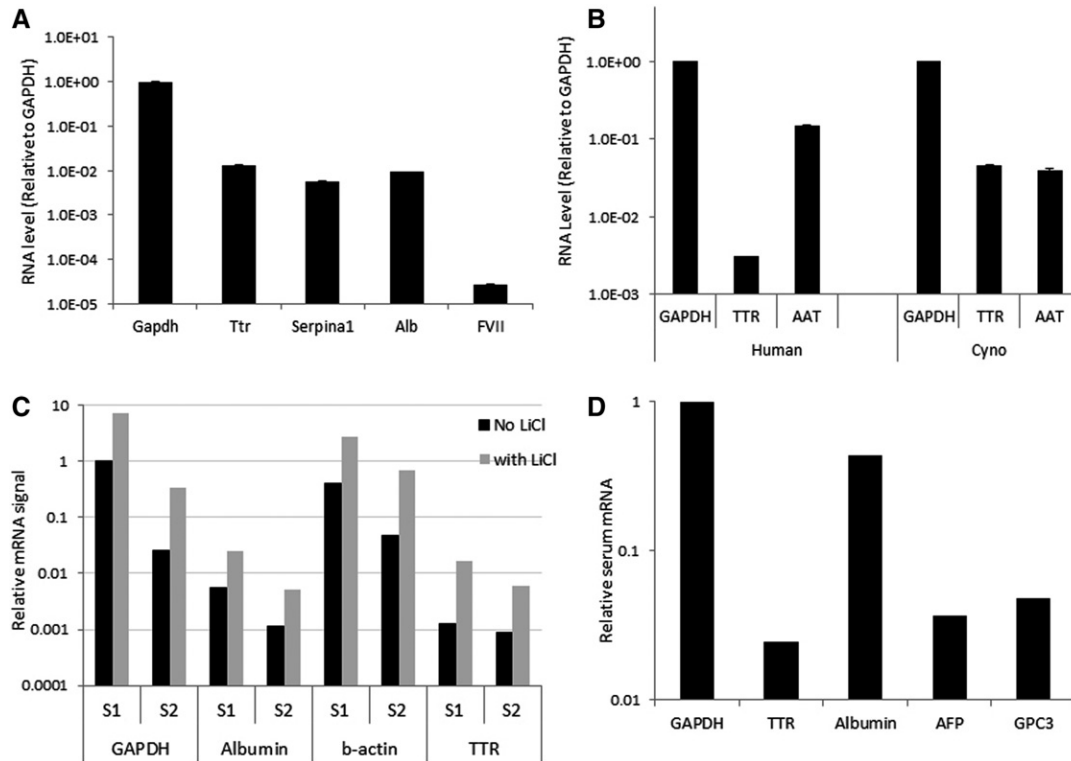 A
RNA level (Relative to GAPDH)
1.0E+01
1.0E+00
1.0E-01
1.0E-02
1.0E-03
1.0E-04
1.0E-05
Gapdh Ttr Serpina1 Alb FVII
B
RNA Level (Relative to GAPDH)
1.0E+00
1.0E-01
1.0E-02
1.0E-03
GAPDH TTR AAT GAPDH TTR AAT
Human Cyno
C
Relative mRNA signal
10
1
0.1
0.01
0.001
0.0001
No LiCl
with LiCl
S1 S2 S1 S2 S1 S2 S1 S2
GAPDH Albumin b-actin TTR
D
Relative serum mRNA
1
0.1
0.01
GAPDH TTR Albumin AFP GPC3